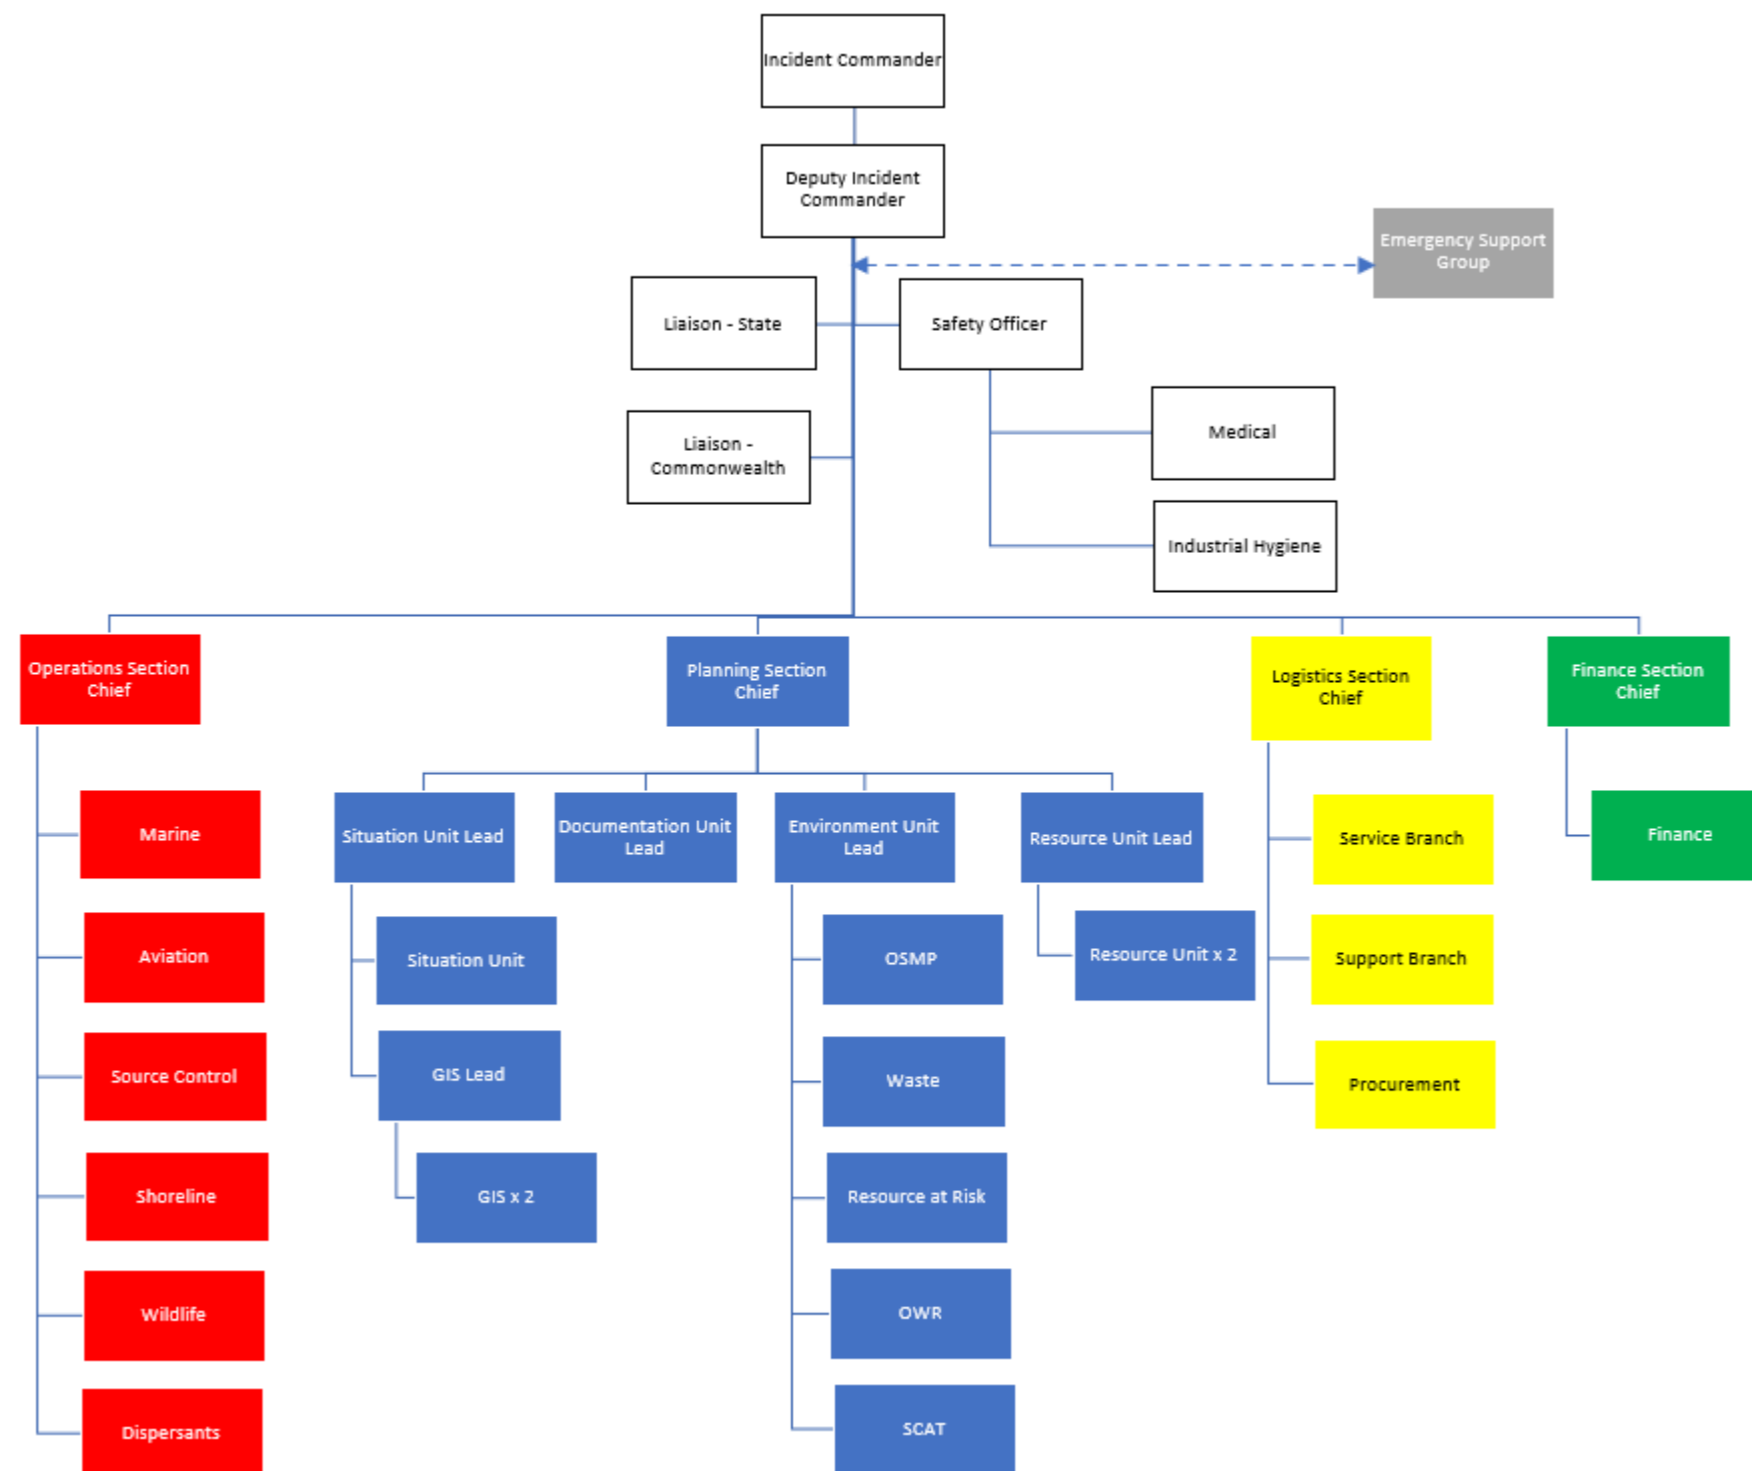 Incident Commander
Deputy Incident
Commander
Emergency Support
Group
Liaison - State
Safety Officer
Liaison -
Commonwealth
Medical
Industrial Hygiene
Operations Section
Chief
Planning Section
Chief
Logistics Section
Chief
Finance Section
Chief
Marine
Aviation
Source Control
Shoreline
Wildlife
Dispersants
Situation Unit Lead
Situation Unit
GIS Lead
GIS x 2
Documentation Unit
Lead
Environment Unit
Lead
OSMP
Waste
Resource at Risk
OWR
SCAT
Resource Unit Lead
Resource Unit x 2
Service Branch
Support Branch
Procurement
Finance